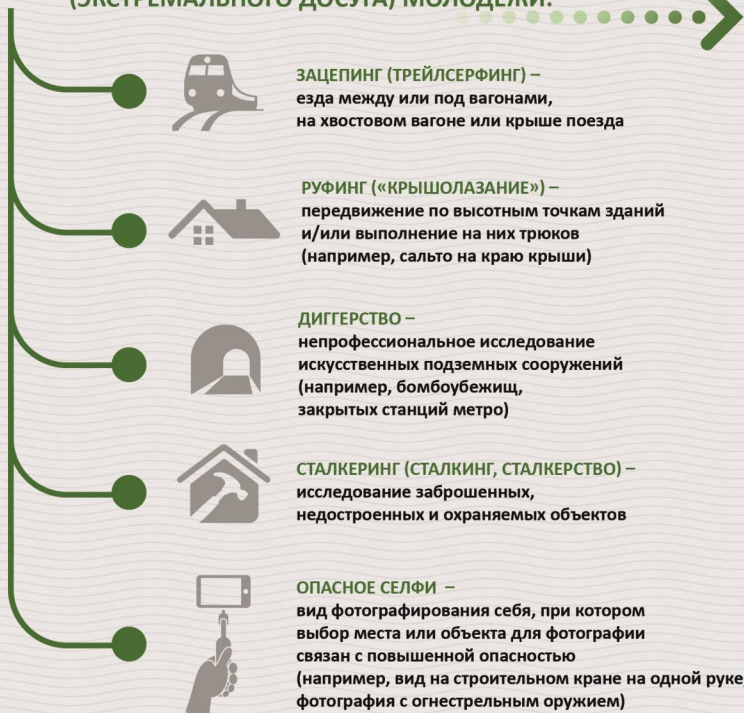 (ЭКСТРЕМАЛЬНОГО ДОСУГА) МОЛОДЕЖИ:
ЗАЦЕПИНГ (ТРЕЙЛСЕРФИНГ) –
езда между или под вагонами,
на хвостовом вагоне или крыше поезда
РУФИНГ («КРЫШОЛАЗАНИЕ») –
передвижение по высотным точкам зданий
и/или выполнение на них трюков
(например, сальто на краю крыши)
ДИГГЕРСТВО –
непрофессиональное исследование
искусственных подземных сооружений
(например, бомбоубежищ,
закрытых станций метро)
СТАЛКЕРИНГ (СТАЛКИНГ, СТАЛКЕРСТВО) –
исследование заброшенных,
недостроенных и охраняемых объектов
ОПАСНОЕ СЕЛФИ –
вид фотографирования себя, при котором
выбор места или объекта для фотографии
связан с повышенной опасностью
(например, вид на строительном кране на одной руке,
фотография с огнестрельным оружием)